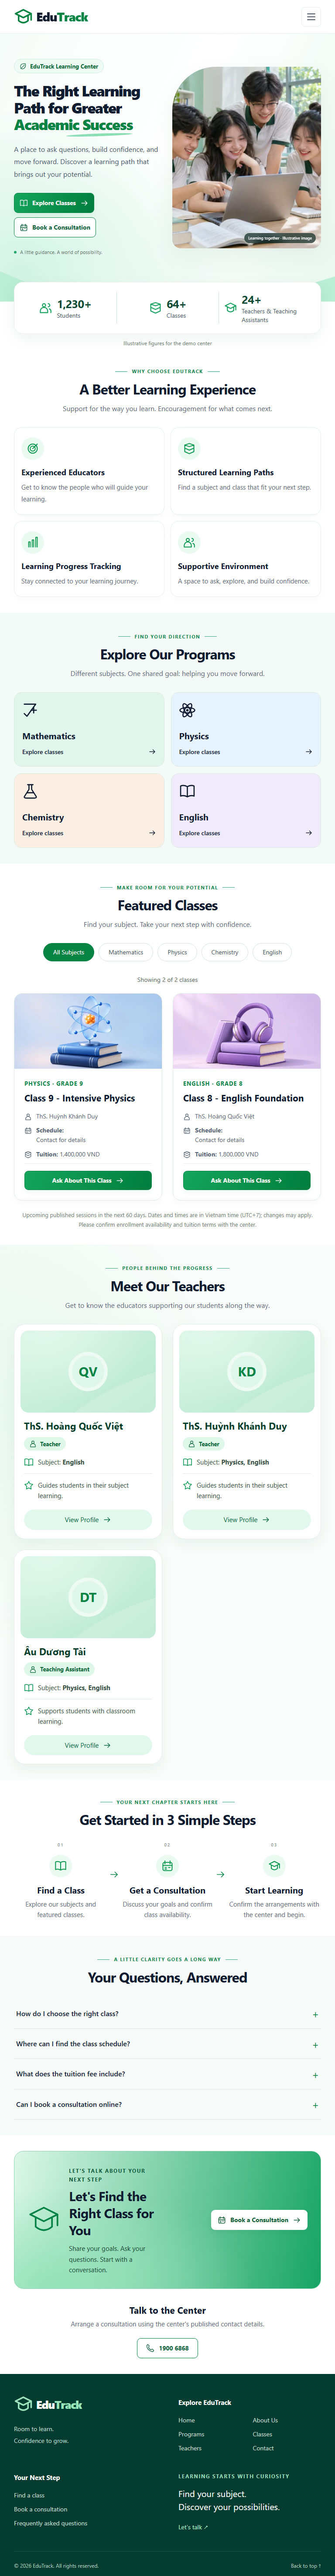 EduTrack
EduTrack Learning Center
The Right Learning
Path for Greater
Academic Success
A place to ask questions, build confidence, and
move forward. Discover a learning path that
brings out your potential.
Explore Classes →
Book a Consultation
A little guidance. A world of possibility.
Learning together · Illustrative image
1,230+
Students
64+
Classes
24+
Teachers & Teaching
Assistants
Illustrative figures for the demo center
WHY CHOOSE EDUTRACK
A Better Learning Experience
Support for the way you learn. Encouragement for what comes next.
Experienced Educators
Get to know the people who will guide your
learning.
Structured Learning Paths
Find a subject and class that fit your next step.
Learning Progress Tracking
Stay connected to your learning journey.
Supportive Environment
A space to ask, explore, and build confidence.
FIND YOUR DIRECTION
Explore Our Programs
Different subjects. One shared goal: helping you move forward.
Mathematics
Explore classes →
Physics
Explore classes →
Chemistry
Explore classes →
English
Explore classes →
MAKE ROOM FOR YOUR POTENTIAL
Featured Classes
Find your subject. Take your next step with confidence.
All Subjects Mathematics Physics Chemistry English
Showing 2 of 2 classes
PHYSICS · GRADE 9
Class 9 - Intensive Physics
ThS. Huỳnh Khánh Duy
Schedule:
Contact for details
Tuition: 1,400,000 VND
Ask About This Class →
ENGLISH · GRADE 8
Class 8 - English Foundation
ThS. Hoàng Quốc Việt
Schedule:
Contact for details
Tuition: 1,800,000 VND
Ask About This Class →
Upcoming published sessions in the next 60 days. Dates and times are in Vietnam time (UTC+7); changes may apply.
Please confirm enrollment availability and tuition terms with the center.
PEOPLE BEHIND THE PROGRESS
Meet Our Teachers
Get to know the educators supporting our students along the way.
QV
ThS. Hoàng Quốc Việt
Teacher
Subject: English
Guides students in their subject
learning.
View Profile →
KD
ThS. Huỳnh Khánh Duy
Teacher
Subject: Physics, English
Guides students in their subject
learning.
View Profile →
DT
Âu Dương Tài
Teaching Assistant
Subject: Physics, English
Supports students with classroom
learning.
View Profile →
YOUR NEXT CHAPTER STARTS HERE
Get Started in 3 Simple Steps
01
Find a Class
Explore our subjects and
featured classes.
→
02
Get a Consultation
Discuss your goals and confirm
class availability.
→
03
Start Learning
Confirm the arrangements with
the center and begin.
A LITTLE CLARITY GOES A LONG WAY
Your Questions, Answered
How do I choose the right class? +
Where can I find the class schedule? +
What does the tuition fee include? +
Can I book a consultation online? +
LET'S TALK ABOUT YOUR
NEXT STEP
Let's Find the
Right Class for
You
Share your goals. Ask your
questions. Start with a
conversation.
Book a Consultation →
Talk to the Center
Arrange a consultation using the center's published contact details.
1900 6868
EduTrack
Room to learn.
Confidence to grow.
Explore EduTrack
Home About Us
Programs Classes
Teachers Contact
Your Next Step
Find a class
Book a consultation
Frequently asked questions
LEARNING STARTS WITH CURIOSITY
Find your subject.
Discover your possibilities.
Let's talk ↗
© 2026 EduTrack. All rights reserved.
Back to top ↑